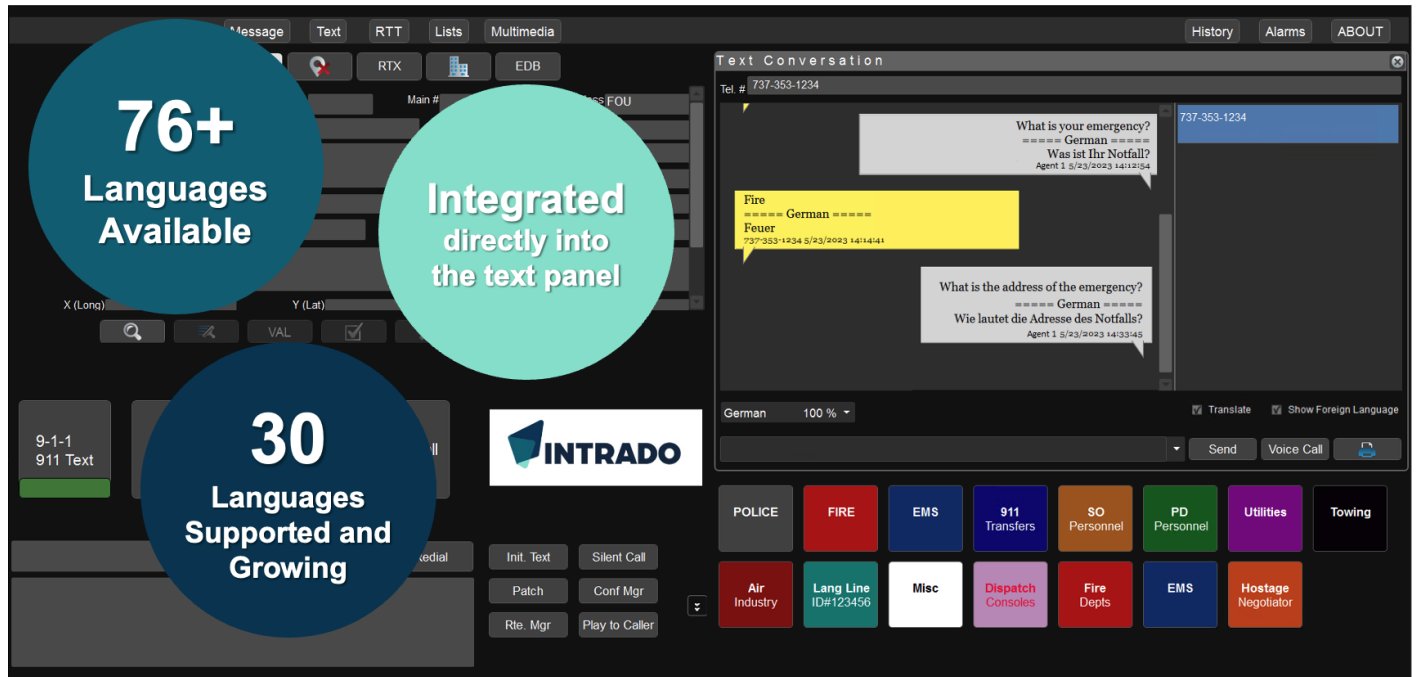 Message Text RTT Lists Multimedia
History Alarms ABOUT
RTX EDB
Main #
FOU
X (Long) Y (Lat)
VAL
76+
Languages
Available
Integrated
directly into
the text panel
30
Languages
Supported and
Growing
9-1-1
911 Text
INTRADO
Init. Text Silent Call
Patch Conf Mgr
Rte. Mgr Play to Caller
Text Conversation
Tel. # 737-353-1234
737-353-1234
What is your emergency?
===== German =====
Was ist Ihr Notfall?
Agent 1 5/23/2023 14:12:54
Fire
===== German =====
Feuer
737-353-1234 5/23/2023 14:14:41
What is the address of the emergency?
===== German =====
Wie lautet die Adresse des Notfalls?
Agent 1 5/23/2023 14:33:45
German 100 %
Translate Show Foreign Language
Send Voice Call
POLICE
FIRE
EMS
911
Transfers
SO
Personnel
PD
Personnel
Utilities
Towing
Air
Industry
Lang Line
ID#123456
Misc
Dispatch
Consoles
Fire
Depts
EMS
Hostage
Negotiator